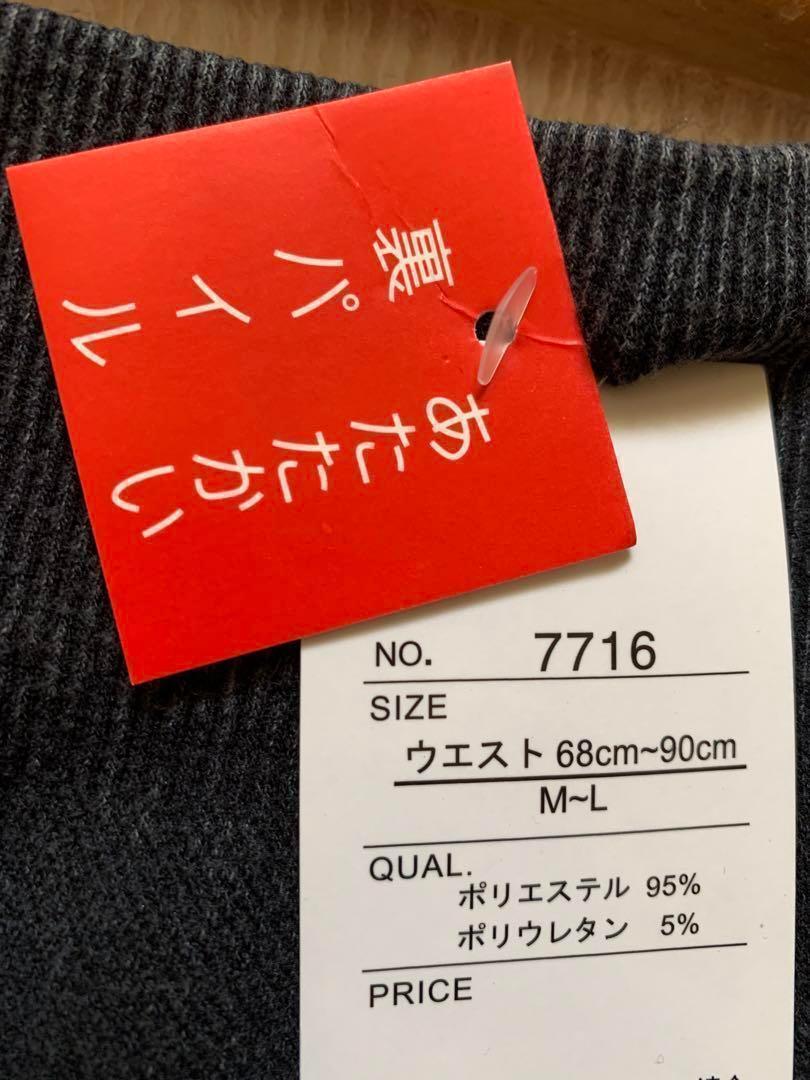 裏パイル
あたたかい
NO. 7716
SIZE
ウエスト 68cm~90cm
M~L
QUAL.
ポリエステル 95%
ポリウレタン 5%
PRICE